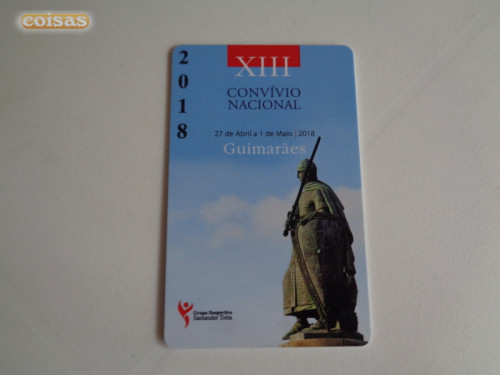 coisas
2018
XIII
CONVÍVIO
NACIONAL
27 de Abril a 1 de Maio | 2018
Guimarães
Grupo Desportivo
Santander Totta